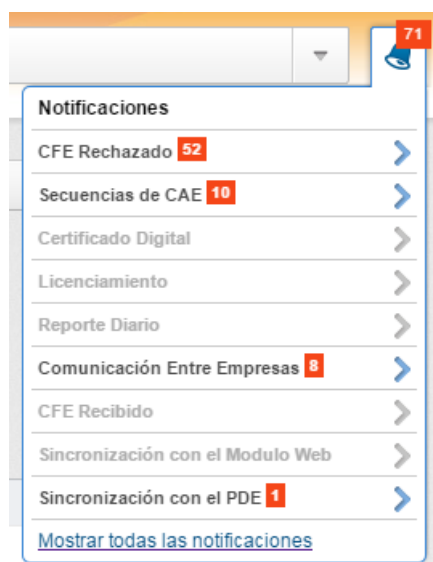 71
Notificaciones
CFE Rechazado 52
Secuencias de CAE 10
Certificado Digital
Licenciamiento
Reporte Diario
Comunicación Entre Empresas 8
CFE Recibido
Sincronización con el Modulo Web
Sincronización con el PDE 1
Mostrar todas las notificaciones